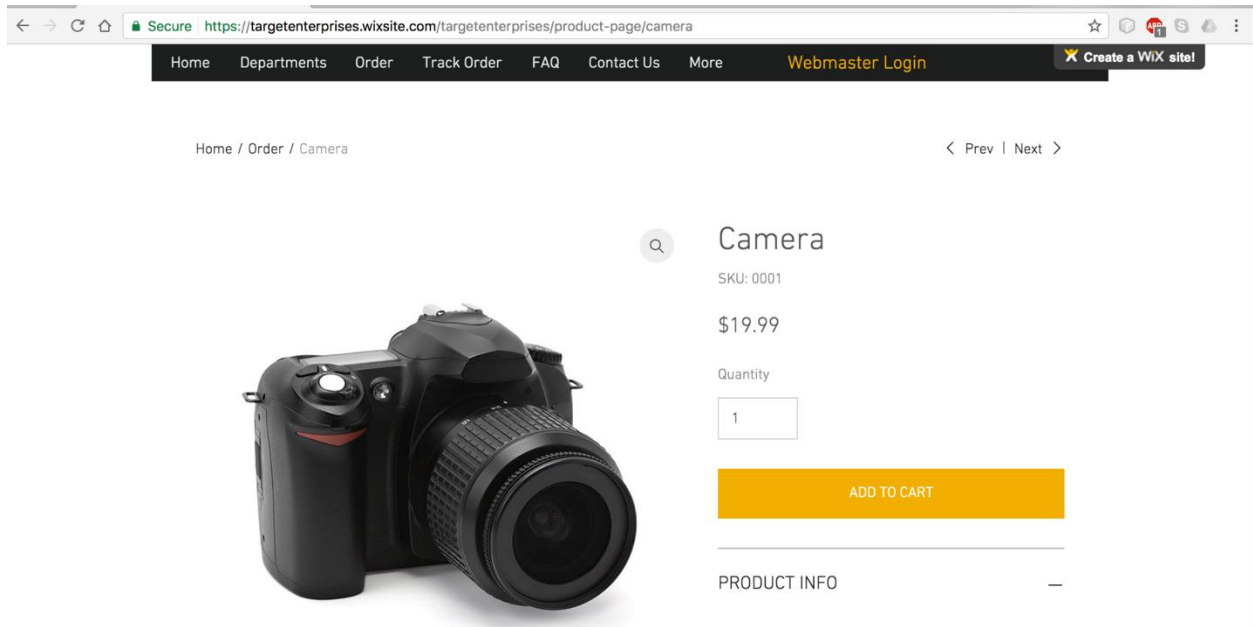 Secure https://targetenterprises.wixsite.com/targetenterprises/product-page/camera
ABP 1 S
Home Departments Order Track Order FAQ Contact Us More Webmaster Login
Create a WiX site!
Home / Order / Camera
< Prev | Next >
Camera
SKU: 0001
$19.99
Quantity
1
ADD TO CART
PRODUCT INFO —